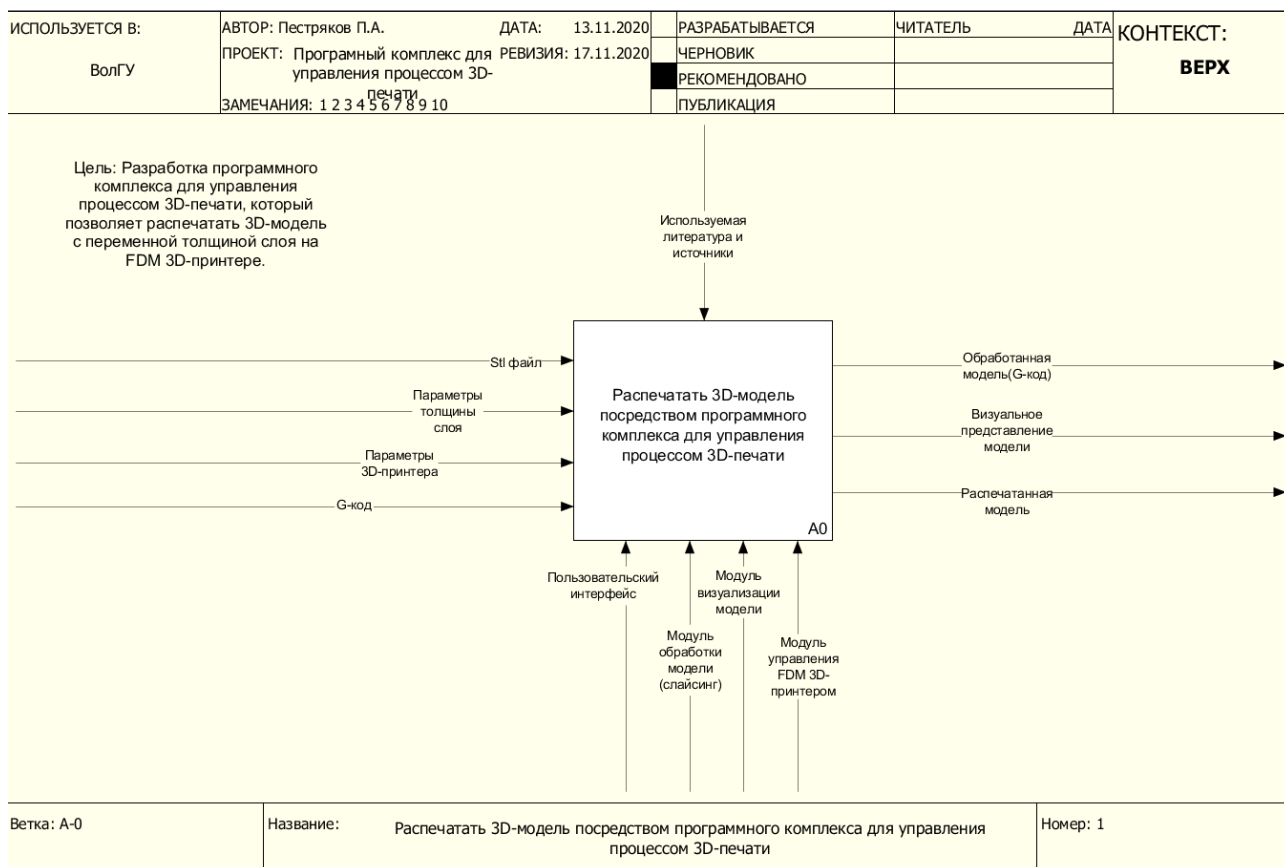 ИСПОЛЬЗУЕТСЯ В:
ВолГУ
АВТОР: Пестряков П.А.
ДАТА: 13.11.2020
ПРОЕКТ: Програмный комплекс для
управления процессом 3D-
печати
РЕВИЗИЯ: 17.11.2020
ЗАМЕЧАНИЯ: 1 2 3 4 5 6 7 8 9 10
РАЗРАБАТЫВАЕТСЯ
ЧЕРНОВИК
РЕКОМЕНДОВАНО
ПУБЛИКАЦИЯ
ЧИТАТЕЛЬ
ДАТА
КОНТЕКСТ:
ВЕРХ
Цель: Разработка программного
комплекса для управления
процессом 3D-печати, который
позволяет распечатать 3D-модель
с переменной толщиной слоя на
FDM 3D-принтере.
Используемая
литература и
источники
Stl файл
Параметры
толщины
слоя
Параметры
3D-принтера
G-код
Распечатать 3D-модель
посредством программного
комплекса для управления
процессом 3D-печати
A0
Обработанная
модель(G-код)
Визуальное
представление
модели
Распечатанная
модель
Пользовательский
интерфейс
Модуль
обработки
модели
(слайсинг)
Модуль
визуализации
модели
Модуль
управления
FDM 3D-
принтером
Ветка: A-0
Название:
Распечатать 3D-модель посредством программного комплекса для управления
процессом 3D-печати
Номер: 1